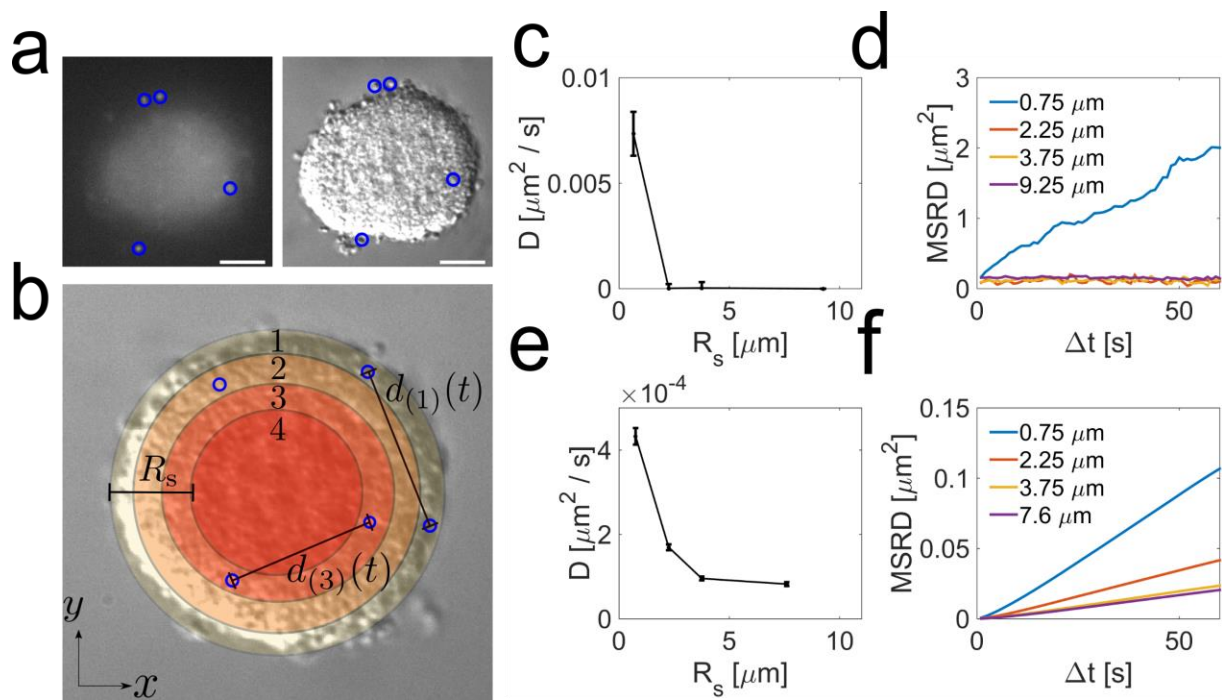 a
b
1
2
3
4
d(1)(t)
d(3)(t)
Rs
y
x
c
0.01
0.005
0
D [μm² / s]
0 5 10
Rs [μm]
d
3
2
1
0
MSRD [μm²]
0.75 μm
2.25 μm
3.75 μm
9.25 μm
0 50
Δt [s]
e
×10⁻⁴
4
2
0
D [μm² / s]
0 5 10
Rs [μm]
f
0.15
0.1
0.05
0
MSRD [μm²]
0.75 μm
2.25 μm
3.75 μm
7.6 μm
0 50
Δt [s]